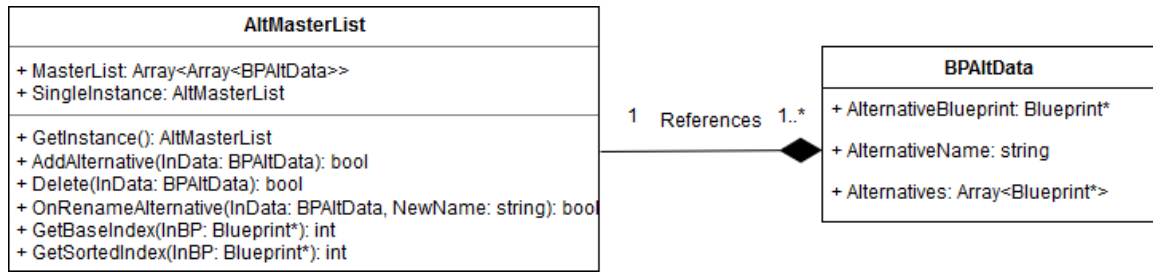 AltMasterList
+ MasterList: Array<Array<BPAltData>>
+ SingleInstance: AltMasterList
+ GetInstance(): AltMasterList
+ AddAlternative(InData: BPAltData): bool
+ Delete(InData: BPAltData): bool
+ OnRenameAlternative(InData: BPAltData, NewName: string): bool
+ GetBaseIndex(InBP: Blueprint*): int
+ GetSortedIndex(InBP: Blueprint*): int
1 References 1..*
BPAltData
+ AlternativeBlueprint: Blueprint*
+ AlternativeName: string
+ Alternatives: Array<Blueprint*>